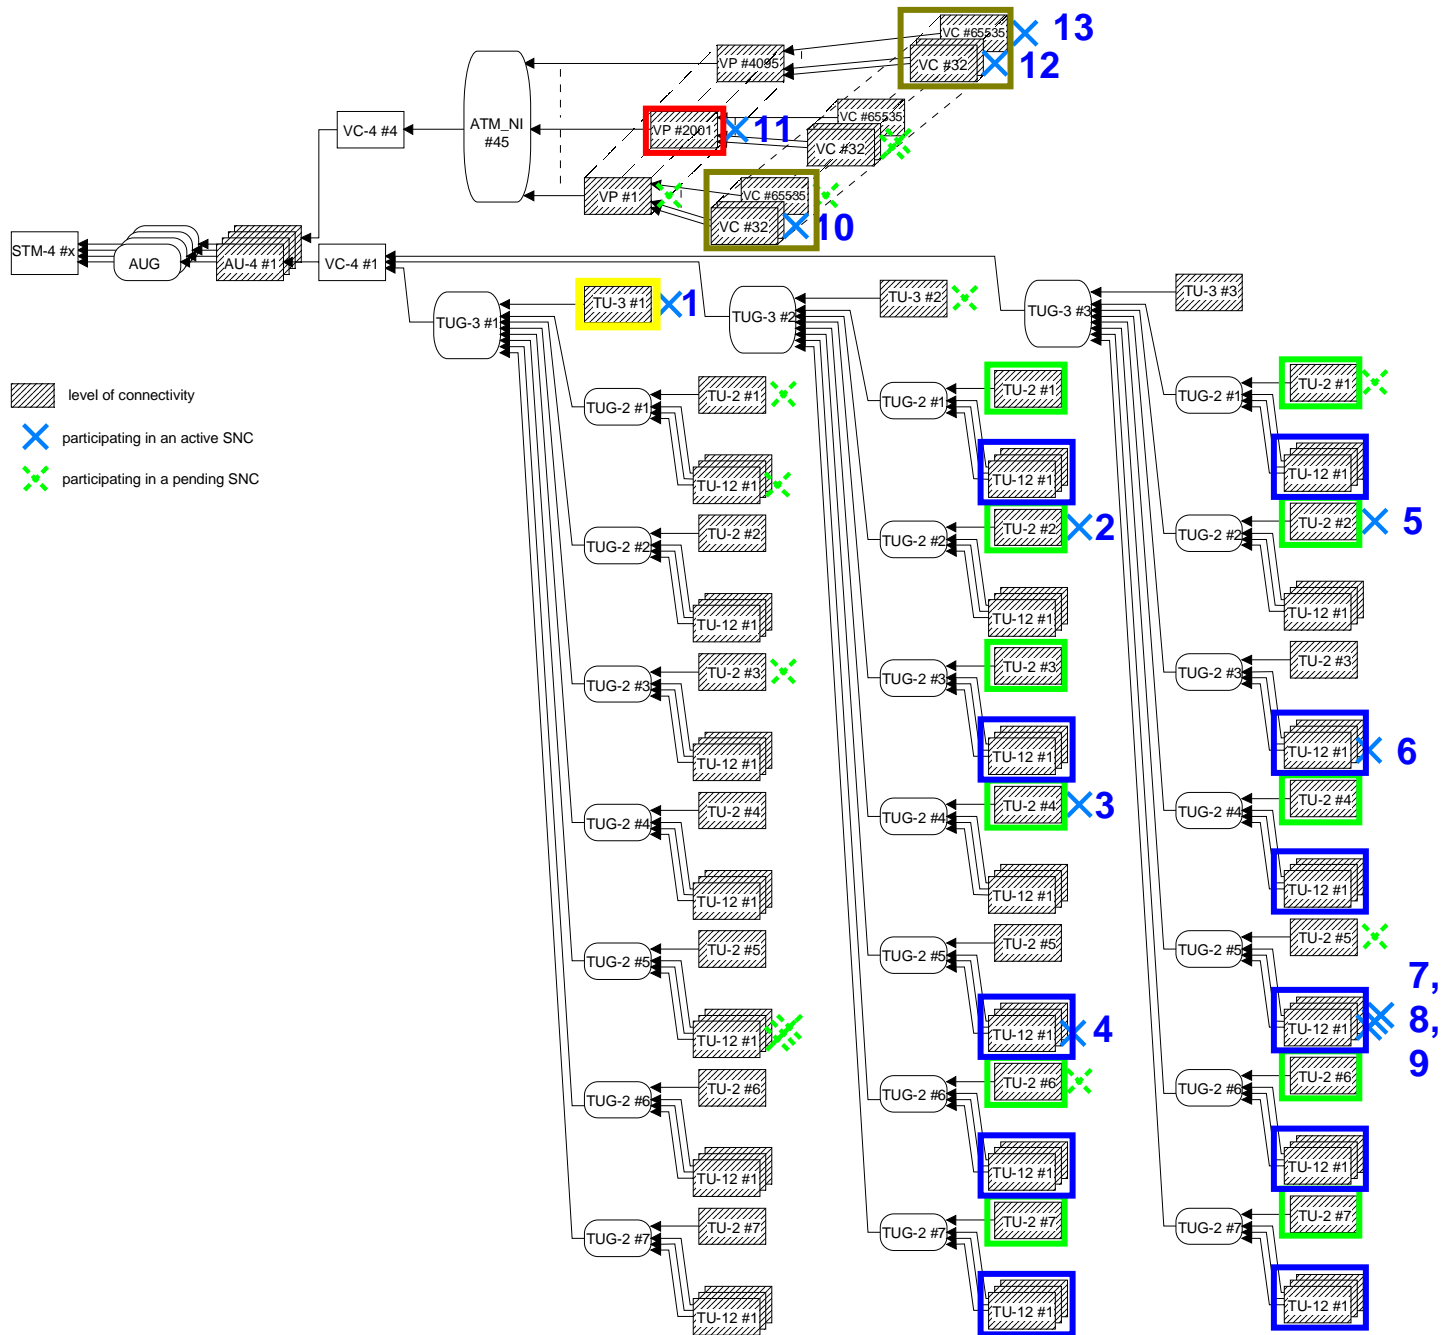 VC #65535
13
VP #4095
VC #32
12
ATM_NI
#45
VC-4 #4
VP #2001
11
VC #65535
VC #32
VP #1
VC #65535
VC #32
10
STM-4 #x
AUG
AU-4 #1
VC-4 #1
TUG-3 #1
TU-3 #1
1
TUG-3 #2
TU-3 #2
TUG-3 #3
TU-3 #3
level of connectivity
participating in an active SNC
participating in a pending SNC
TUG-2 #1
TU-2 #1
TU-12 #1
TUG-2 #2
TU-2 #2
TU-12 #1
TUG-2 #3
TU-2 #3
TU-12 #1
TUG-2 #4
TU-2 #4
TU-12 #1
TUG-2 #5
TU-2 #5
TU-12 #1
TUG-2 #6
TU-2 #6
TU-12 #1
TUG-2 #7
TU-2 #7
TU-12 #1
TUG-2 #1
TU-2 #1
TU-12 #1
TUG-2 #2
TU-2 #2
2
TU-12 #1
TUG-2 #3
TU-2 #3
TU-12 #1
TUG-2 #4
TU-2 #4
3
TU-12 #1
TUG-2 #5
TU-2 #5
TU-12 #1
4
TUG-2 #6
TU-2 #6
TU-12 #1
TUG-2 #7
TU-2 #7
TU-12 #1
TUG-2 #1
TU-2 #1
TU-12 #1
TUG-2 #2
TU-2 #2
5
TU-12 #1
TUG-2 #3
TU-2 #3
TU-12 #1
6
TUG-2 #4
TU-2 #4
TU-12 #1
TUG-2 #5
TU-2 #5
TU-12 #1
7,
8,
9
TUG-2 #6
TU-2 #6
TU-12 #1
TUG-2 #7
TU-2 #7
TU-12 #1